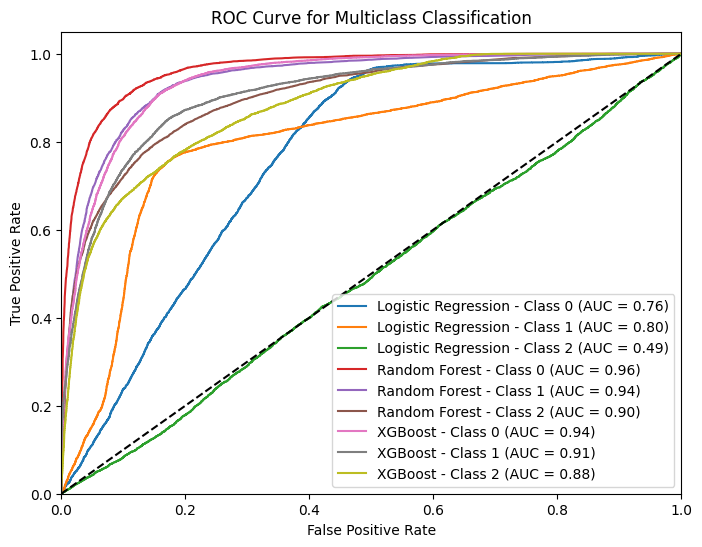 ROC Curve for Multiclass Classification
True Positive Rate
1.0
0.8
0.6
0.4
0.2
0.0
Logistic Regression - Class 0 (AUC = 0.76)
Logistic Regression - Class 1 (AUC = 0.80)
Logistic Regression - Class 2 (AUC = 0.49)
Random Forest - Class 0 (AUC = 0.96)
Random Forest - Class 1 (AUC = 0.94)
Random Forest - Class 2 (AUC = 0.90)
XGBoost - Class 0 (AUC = 0.94)
XGBoost - Class 1 (AUC = 0.91)
XGBoost - Class 2 (AUC = 0.88)
0.0 0.2 0.4 0.6 0.8 1.0
False Positive Rate